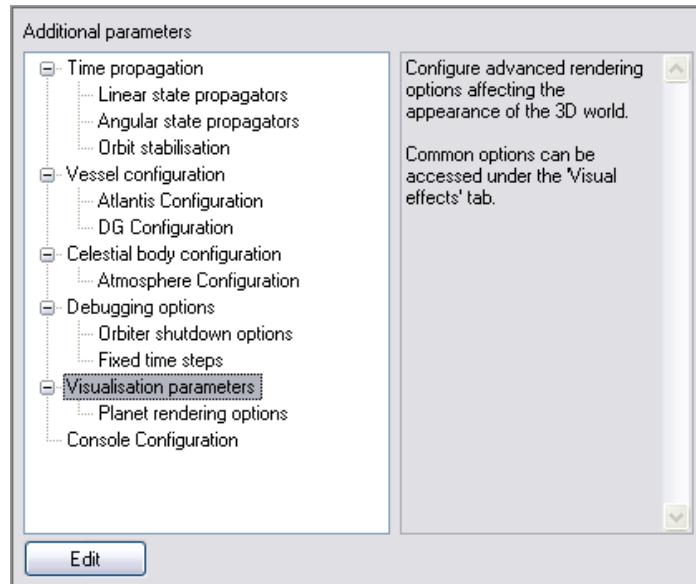 Additional parameters
Time propagation
Linear state propagators
Angular state propagators
Orbit stabilisation
Vessel configuration
Atlantis Configuration
DG Configuration
Celestial body configuration
Atmosphere Configuration
Debugging options
Orbiter shutdown options
Fixed time steps
Visualisation parameters
Planet rendering options
Console Configuration
Configure advanced rendering
options affecting the
appearance of the 3D world.
Common options can be
accessed under the 'Visual
effects' tab.
Edit